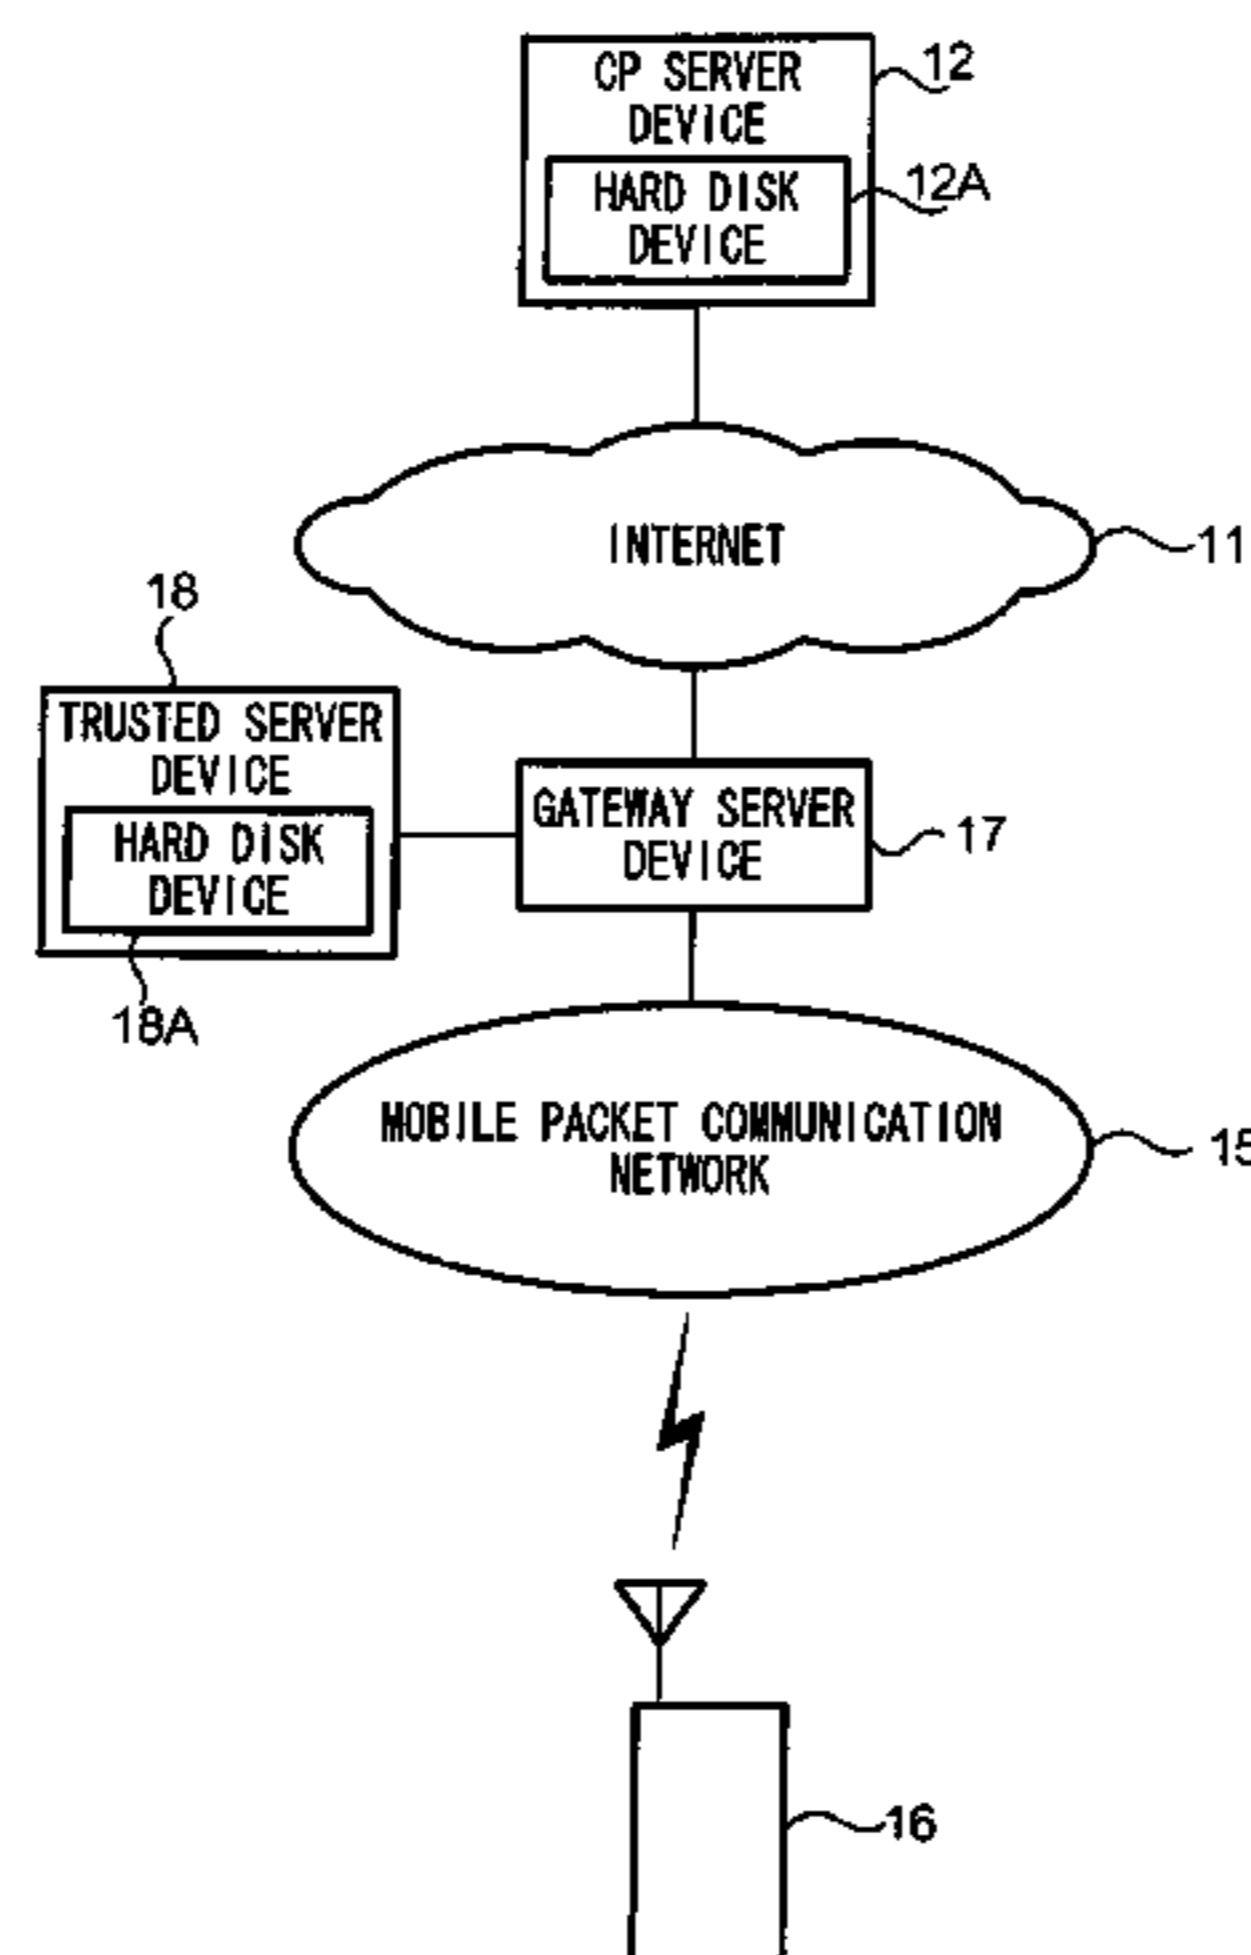 CP SERVER
DEVICE
12
HARD DISK
DEVICE
12A
INTERNET
11
18
TRUSTED SERVER
DEVICE
HARD DISK
DEVICE
18A
GATEWAY SERVER
DEVICE
17
MOBILE PACKET COMMUNICATION
NETWORK
15
16